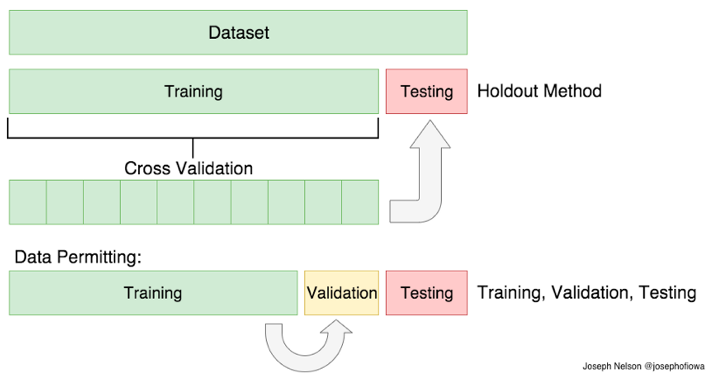 Dataset
Training
Testing
Holdout Method
Cross Validation
Data Permitting:
Training
Validation
Testing
Training, Validation, Testing
Joseph Nelson @josephofiowa